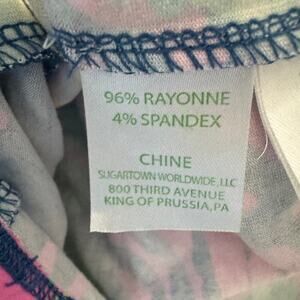 96% RAYONNE
4% SPANDEX
CHINE
SUGARTOWN WORLDWIDE, LLC
800 THIRD AVENUE
KING OF PRUSSIA, PA